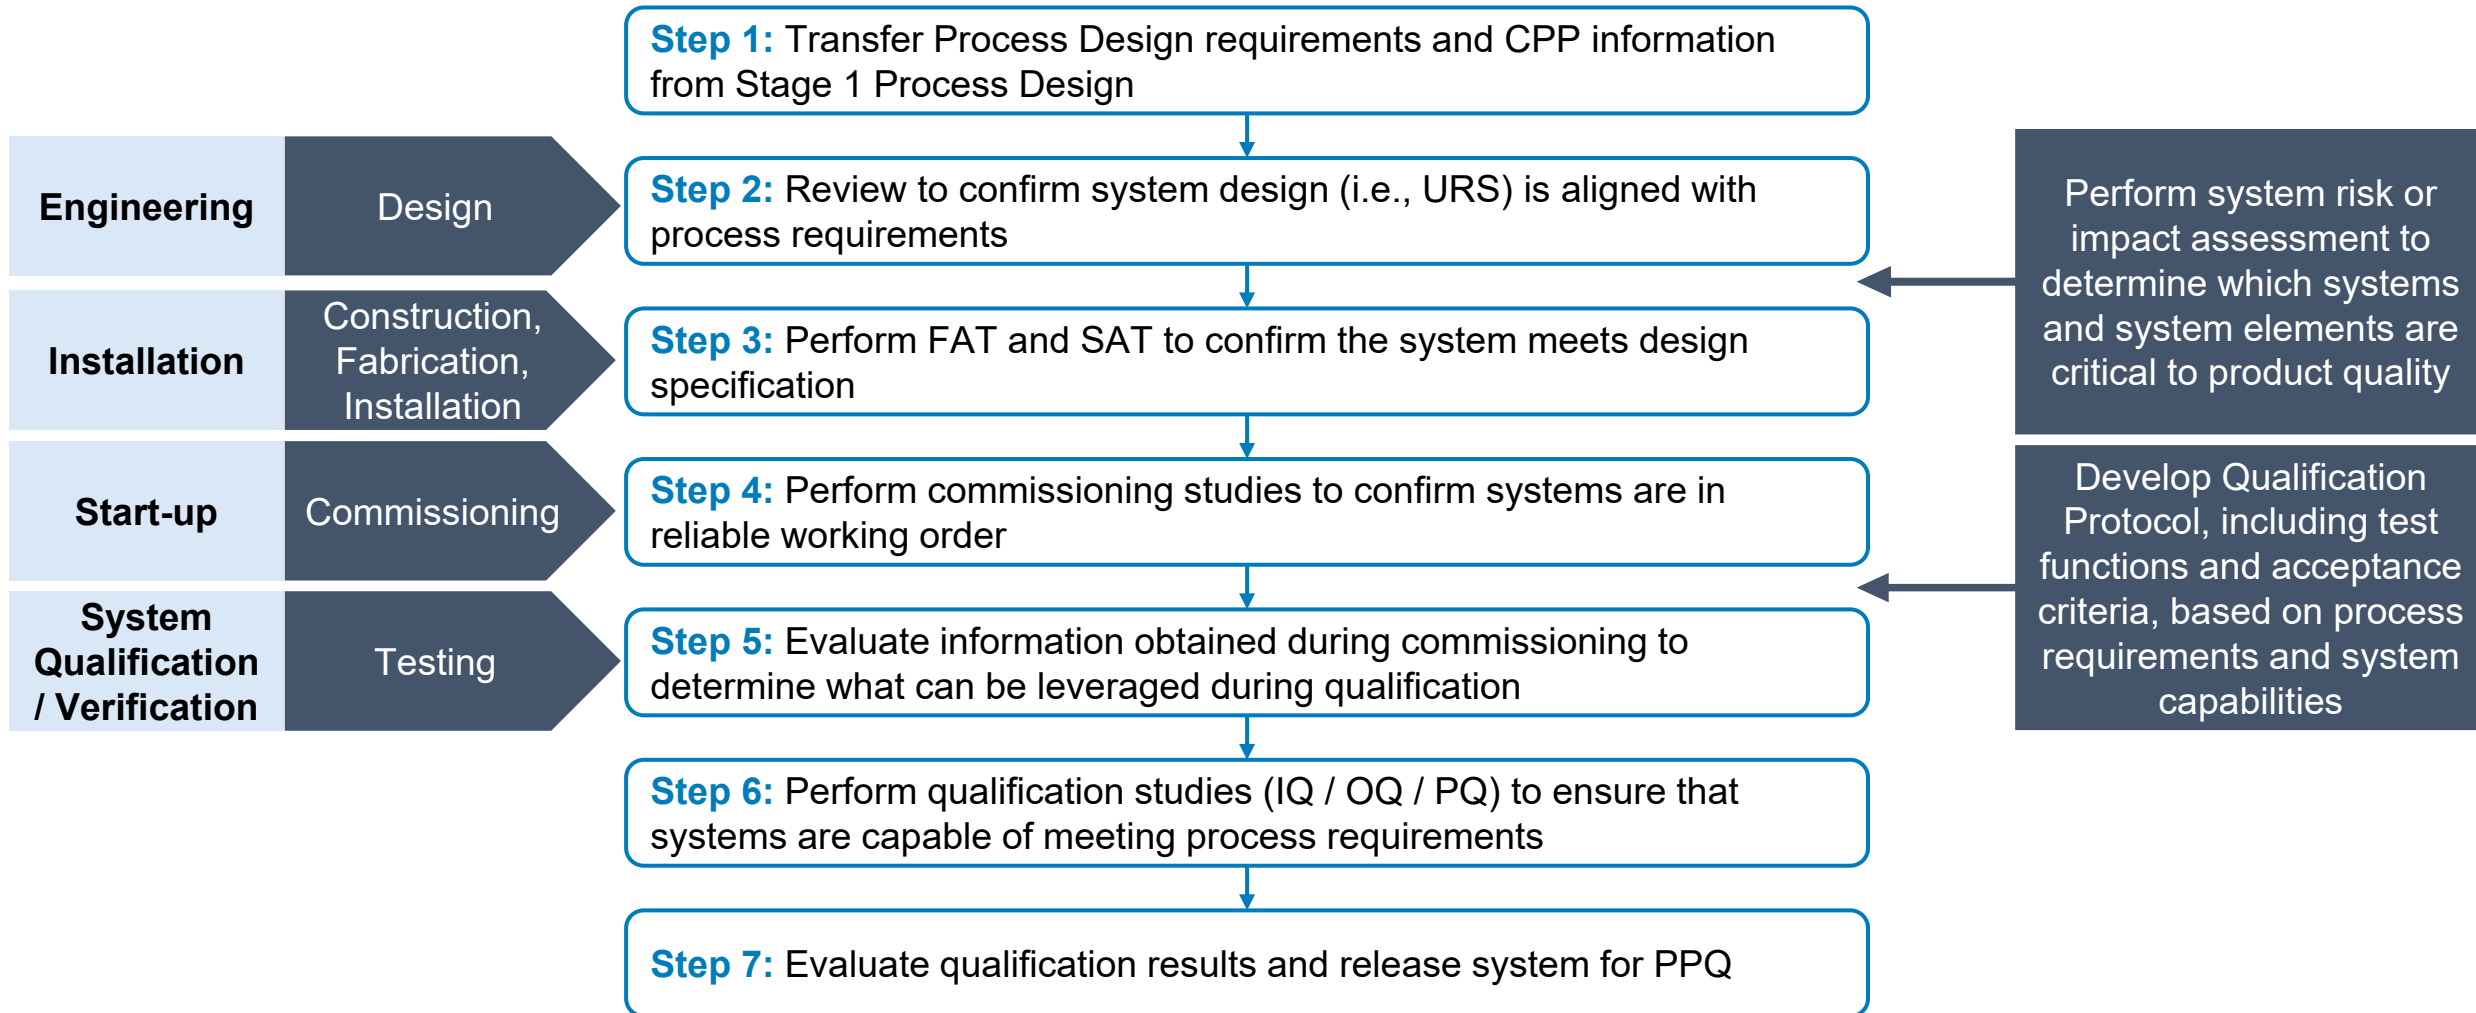 Step 1: Transfer Process Design requirements and CPP information
from Stage 1 Process Design
Engineering
Design
Step 2: Review to confirm system design (i.e., URS) is aligned with
process requirements
Perform system risk or
impact assessment to
determine which systems
and system elements are
critical to product quality
Installation
Construction,
Fabrication,
Installation
Step 3: Perform FAT and SAT to confirm the system meets design
specification
Start-up
Commissioning
Step 4: Perform commissioning studies to confirm systems are in
reliable working order
Develop Qualification
Protocol, including test
functions and acceptance
criteria, based on process
requirements and system
capabilities
System
Qualification
/ Verification
Testing
Step 5: Evaluate information obtained during commissioning to
determine what can be leveraged during qualification
Step 6: Perform qualification studies (IQ / OQ / PQ) to ensure that
systems are capable of meeting process requirements
Step 7: Evaluate qualification results and release system for PPQ